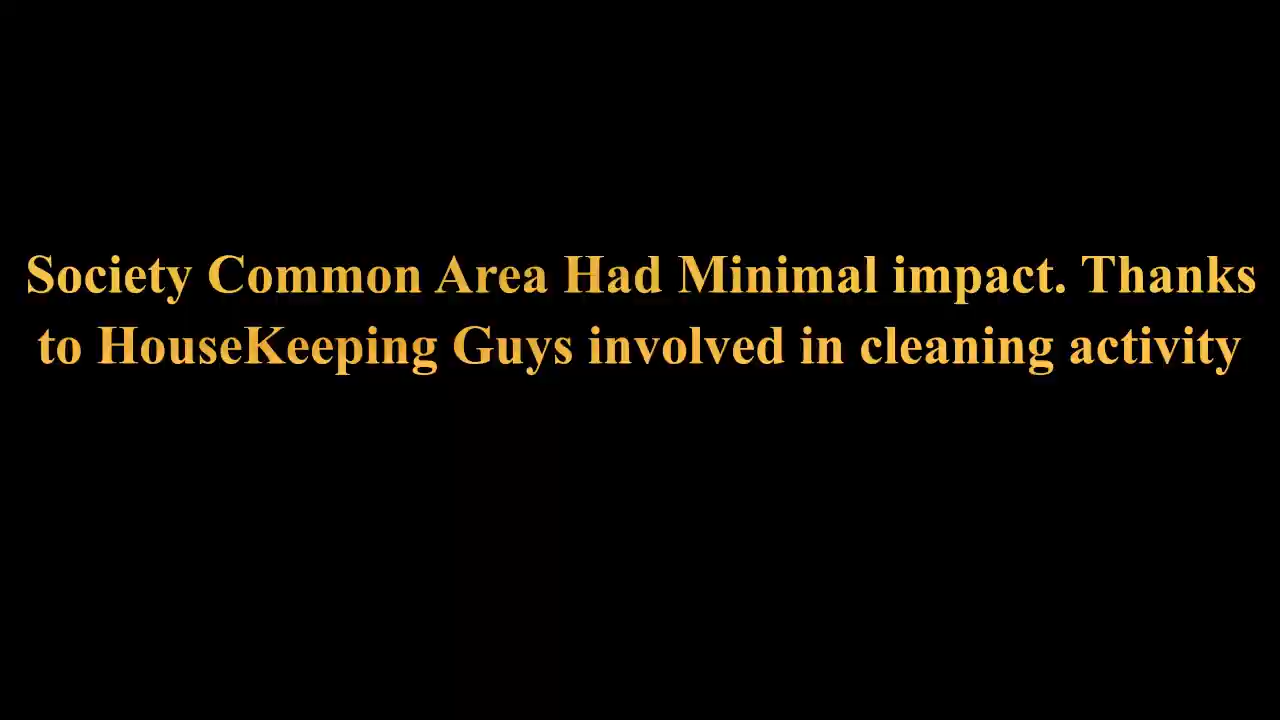 Society Common Area Had Minimal impact. Thanks
to HouseKeeping Guys involved in cleaning activity